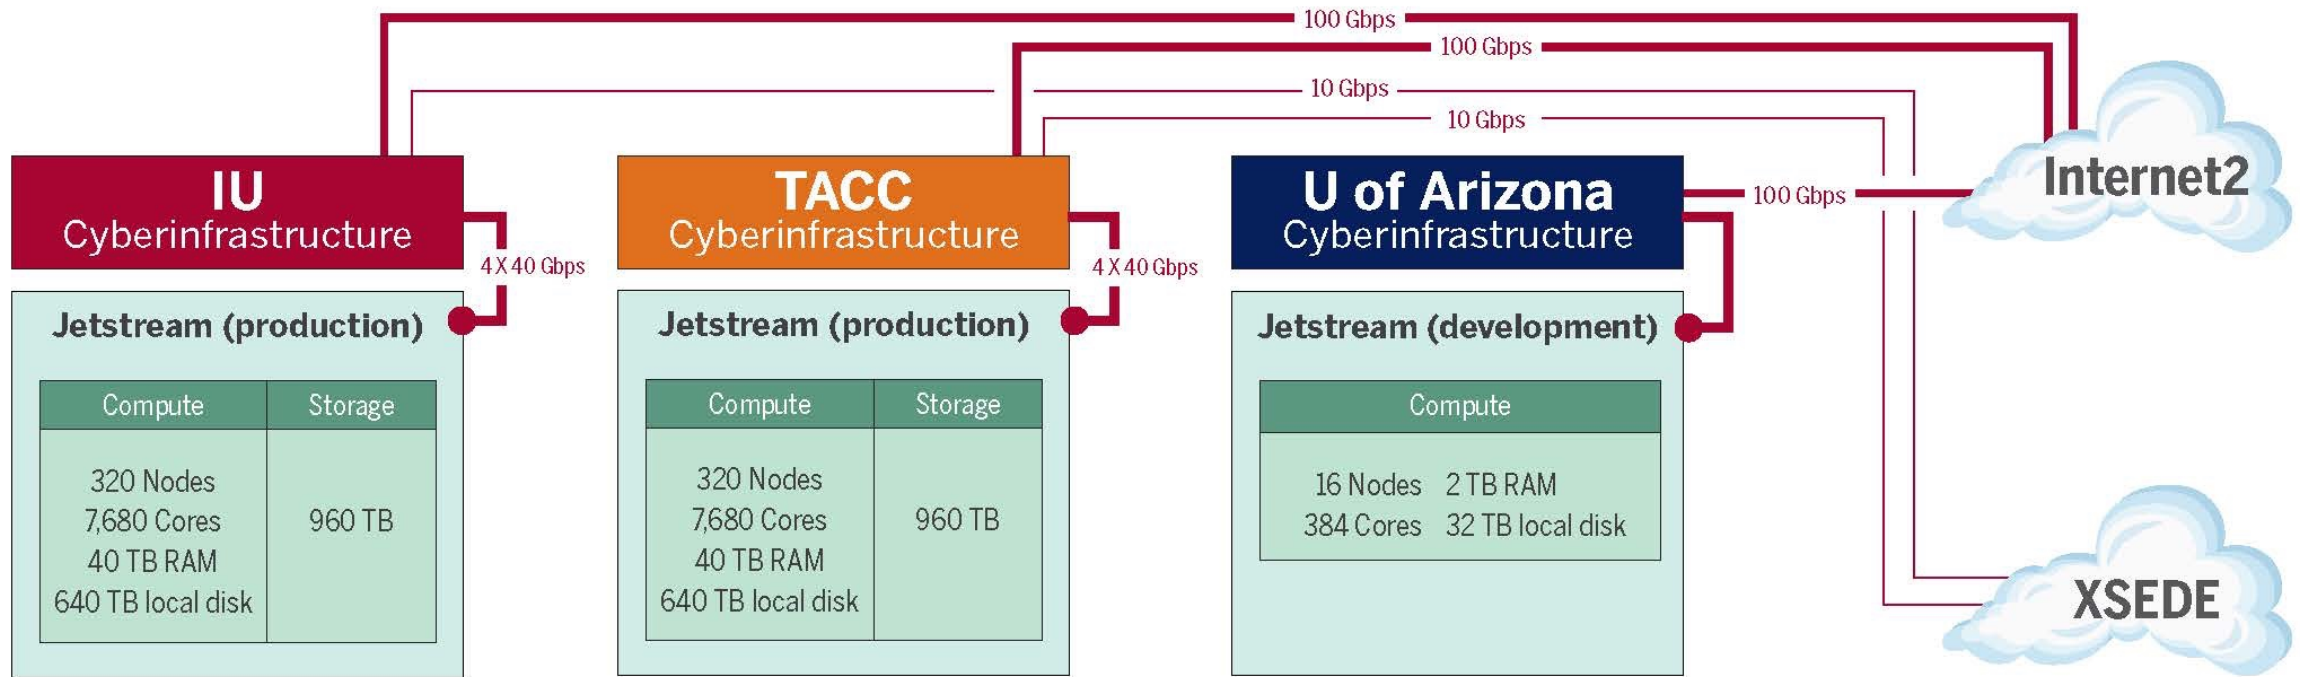 100 Gbps
100 Gbps
10 Gbps
10 Gbps
IU
Cyberinfrastructure
4 X 40 Gbps
Jetstream (production)
Compute
Storage
320 Nodes
7,680 Cores
40 TB RAM
640 TB local disk
960 TB
TACC
Cyberinfrastructure
4 X 40 Gbps
Jetstream (production)
Compute
Storage
320 Nodes
7,680 Cores
40 TB RAM
640 TB local disk
960 TB
U of Arizona
Cyberinfrastructure
100 Gbps
Jetstream (development)
Compute
16 Nodes 2 TB RAM
384 Cores 32 TB local disk
Internet2
XSEDE